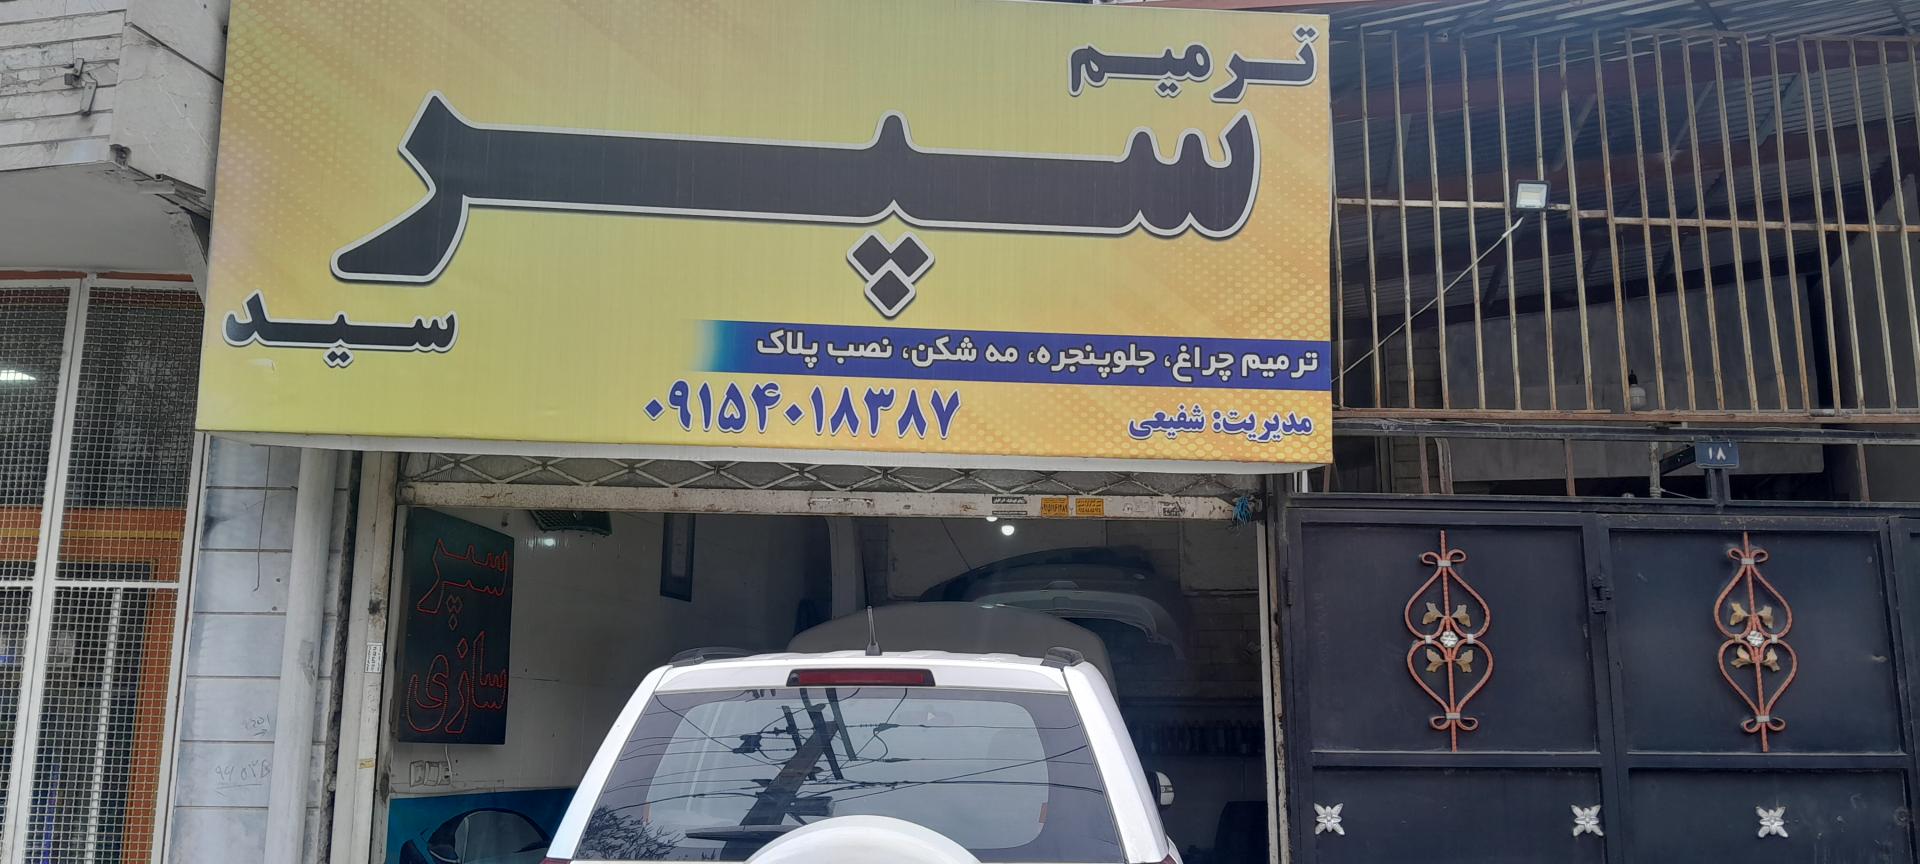 ترمیم
سپر
سید
ترمیم چراغ، جلوپنجره، مه شکن، نصب پلاک
مدیریت: شفیعی
۰۹۱۵۴۰۱۸۳۸۷
۱۸
سپر
سازی